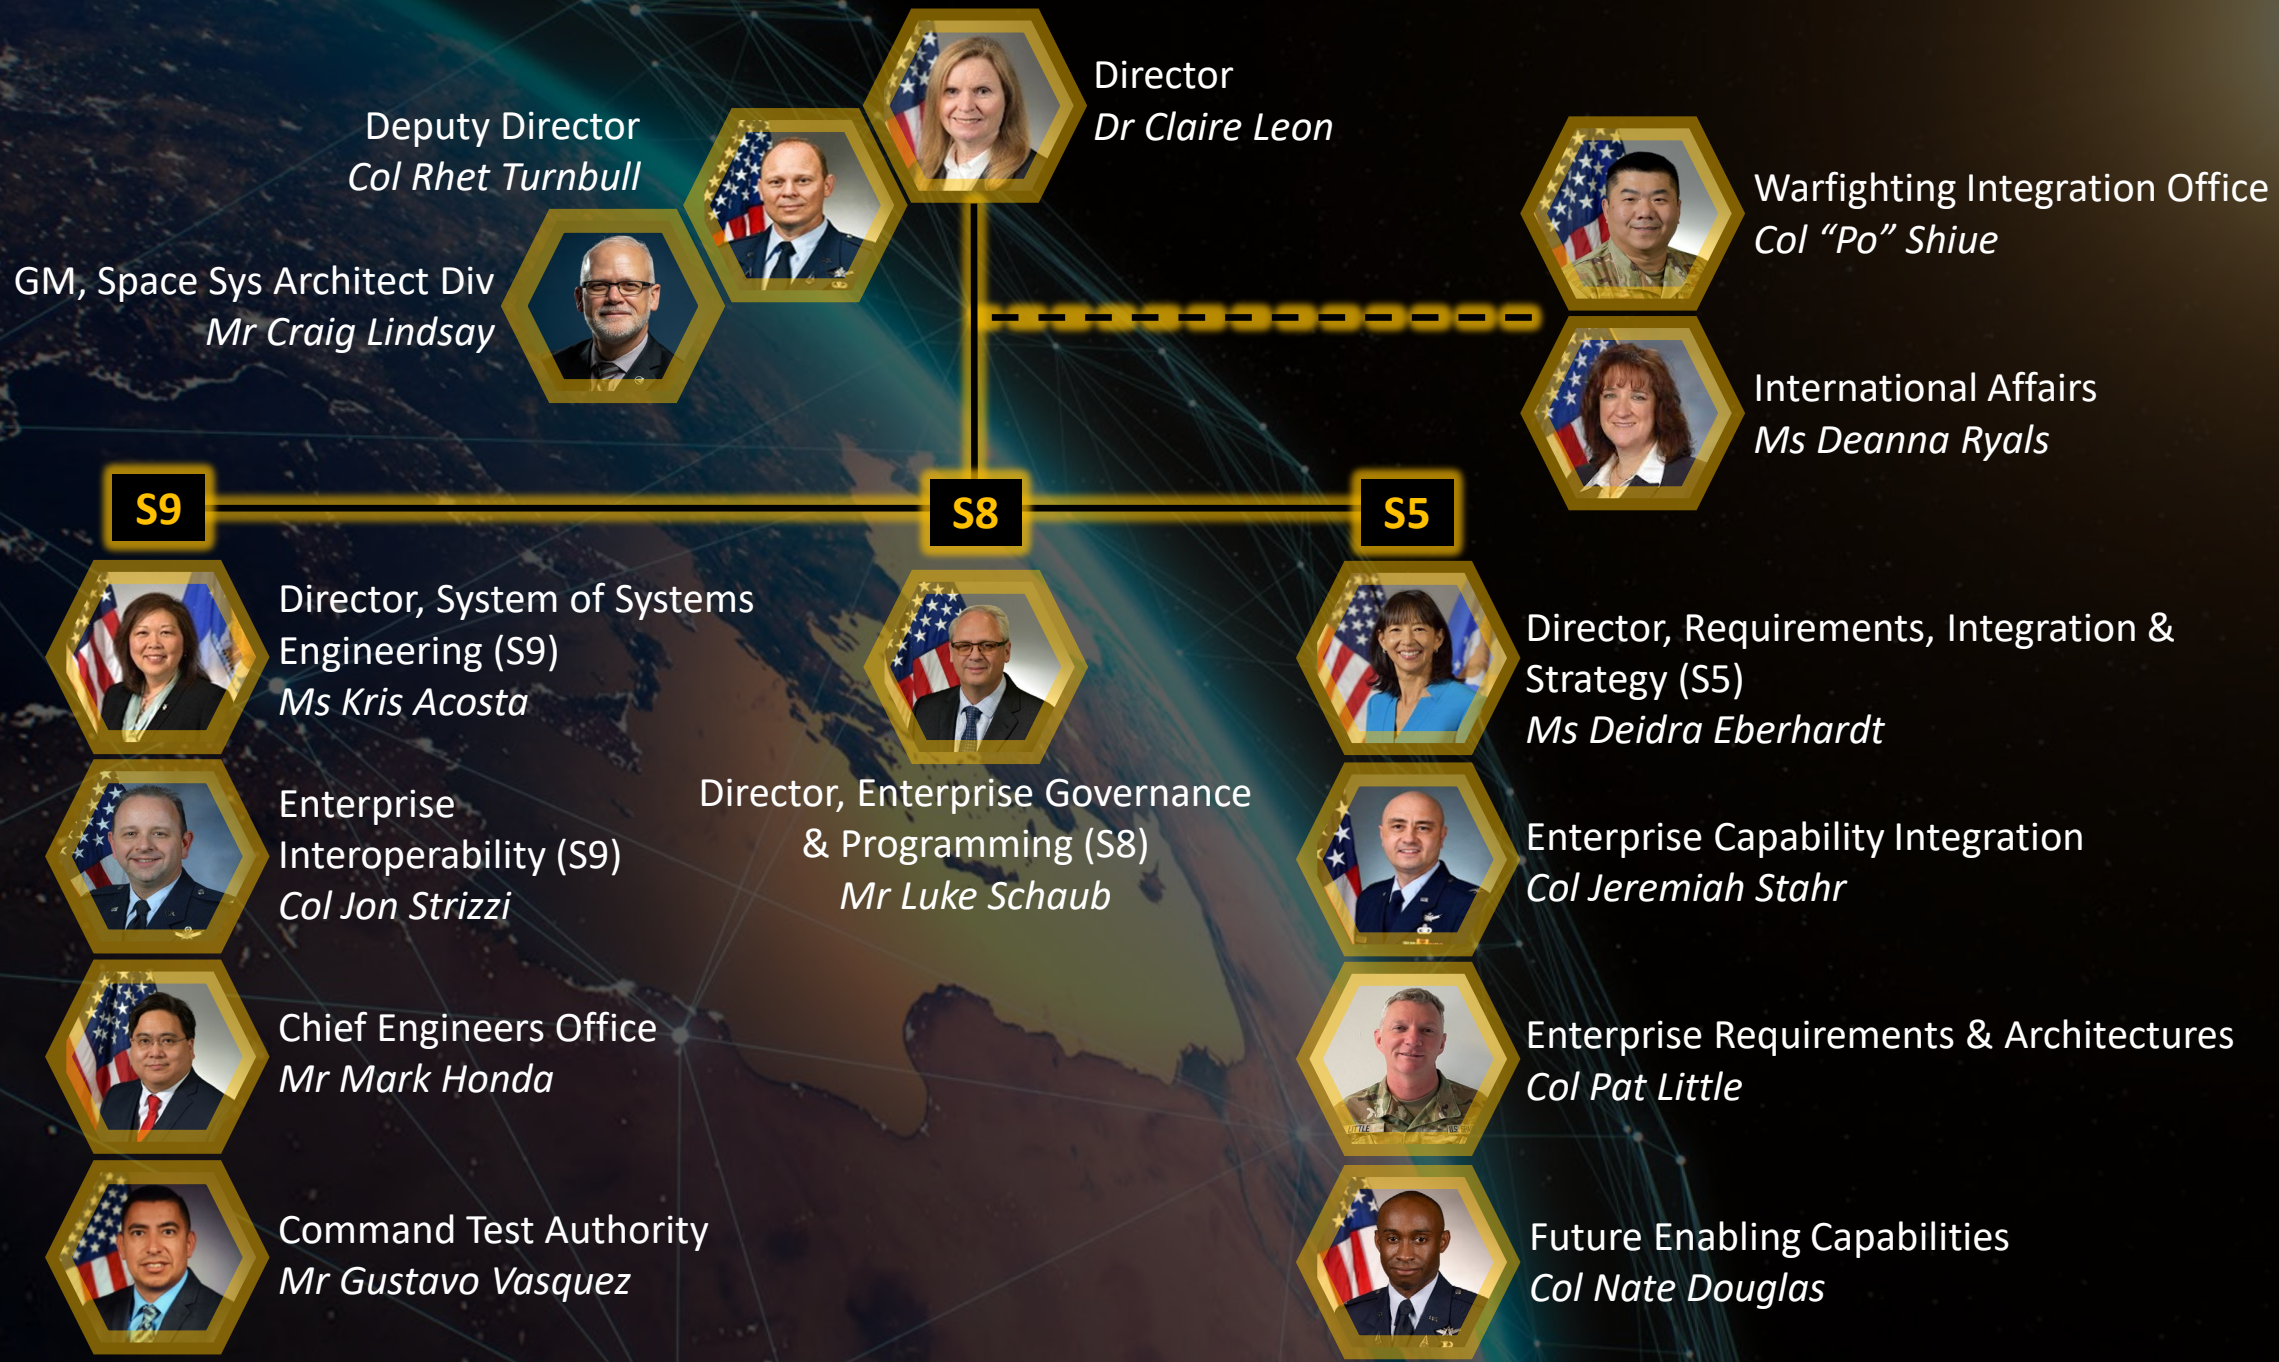 Director
Dr Claire Leon
Deputy Director
Col Rhet Turnbull
GM, Space Sys Architect Div
Mr Craig Lindsay
Warfighting Integration Office
Col “Po” Shiue
International Affairs
Ms Deanna Ryals
S9
S8
S5
Director, System of Systems
Engineering (S9)
Ms Kris Acosta
Enterprise
Interoperability (S9)
Col Jon Strizzi
Chief Engineers Office
Mr Mark Honda
Command Test Authority
Mr Gustavo Vasquez
Director, Enterprise Governance
& Programming (S8)
Mr Luke Schaub
Director, Requirements, Integration &
Strategy (S5)
Ms Deidra Eberhardt
Enterprise Capability Integration
Col Jeremiah Stahr
Enterprise Requirements & Architectures
Col Pat Little
LITTLE
Future Enabling Capabilities
Col Nate Douglas